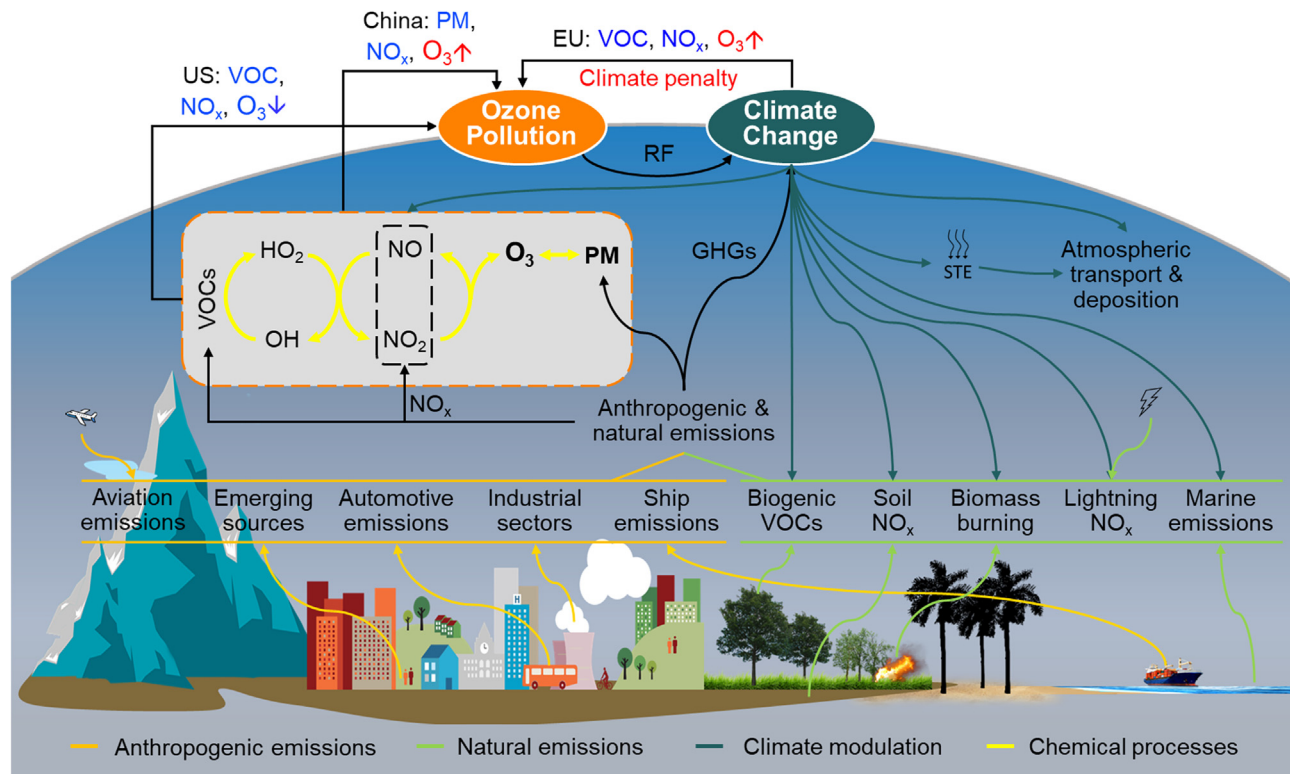 China: PM,
NOₓ, O₃↑
EU: VOC, NOₓ, O₃↑
Climate penalty
US: VOC,
NOₓ, O₃↓
Ozone
Pollution
Climate
Change
RF
VOCs
HO₂
OH
NO
NO₂
O₃
PM
GHGs
STE
Atmospheric
transport &
deposition
NOₓ
Anthropogenic &
natural emissions
Aviation
emissions
Emerging
sources
Automotive
emissions
Industrial
sectors
Ship
emissions
Biogenic
VOCs
Soil
NOₓ
Biomass
burning
Lightning
NOₓ
Marine
emissions
H
Anthropogenic emissions
Natural emissions
Climate modulation
Chemical processes